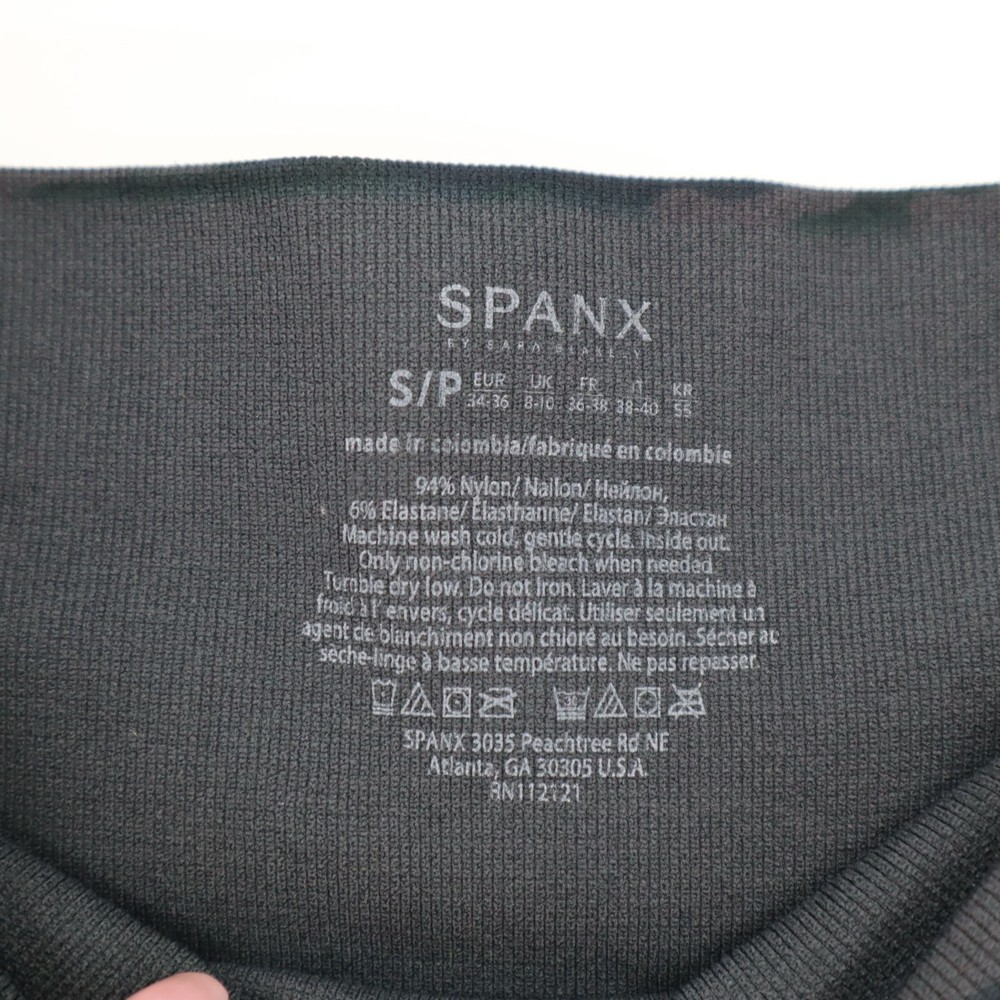 SPANX
BY SARA BLAKELY
S/P EUR 34-36 UK 8-10 FR 36-38 IT 38-40 KR 55
made in colombia/fabriqué en colombie
94% Nylon/ Nailon/ Нейлон,
6% Elastane/ Élasthanne/ Elastan/ Эластан
Machine wash cold, gentle cycle. Inside out.
Only non-chlorine bleach when needed.
Tumble dry low. Do not Iron. Laver à la machine à
froid à l' envers, cycle délicat. Utiliser seulement un
agent de blanchiment non chloré au besoin. Sécher au
sèche-linge à basse température. Ne pas repasser.
SPANX 3035 Peachtree Rd NE
Atlanta, GA 30305 U.S.A.
RN112121